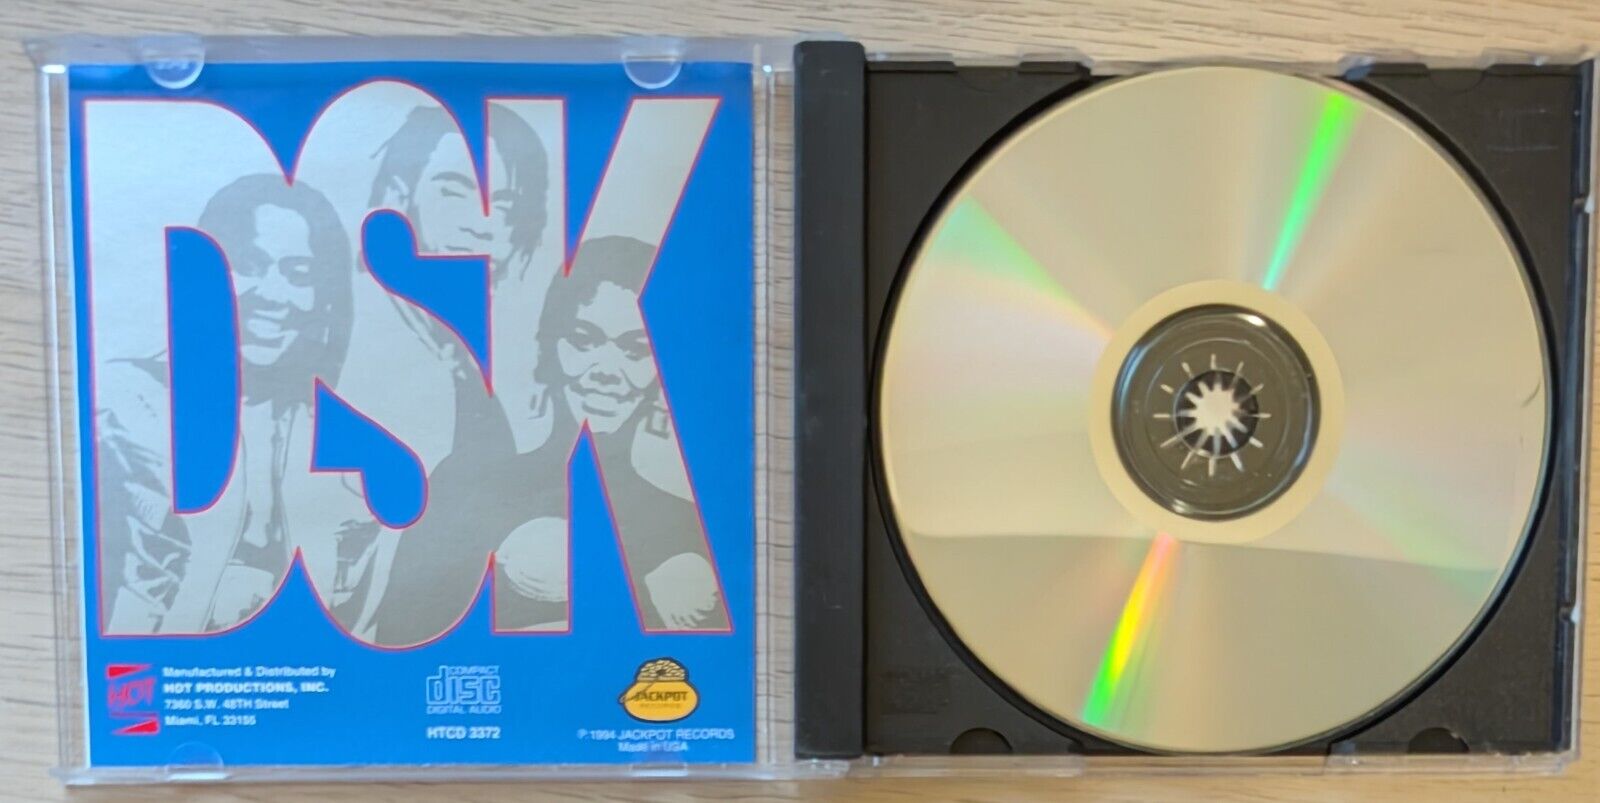 DSK
HOT
Manufactured & Distributed by
HOT PRODUCTIONS, INC.
7360 S.W. 48TH Street
Miami, FL 33155
COMPACT
disc
DIGITAL AUDIO
HTCD 3372
JACKPOT
RECORDS
℗ 1994 JACKPOT RECORDS
Made in USA